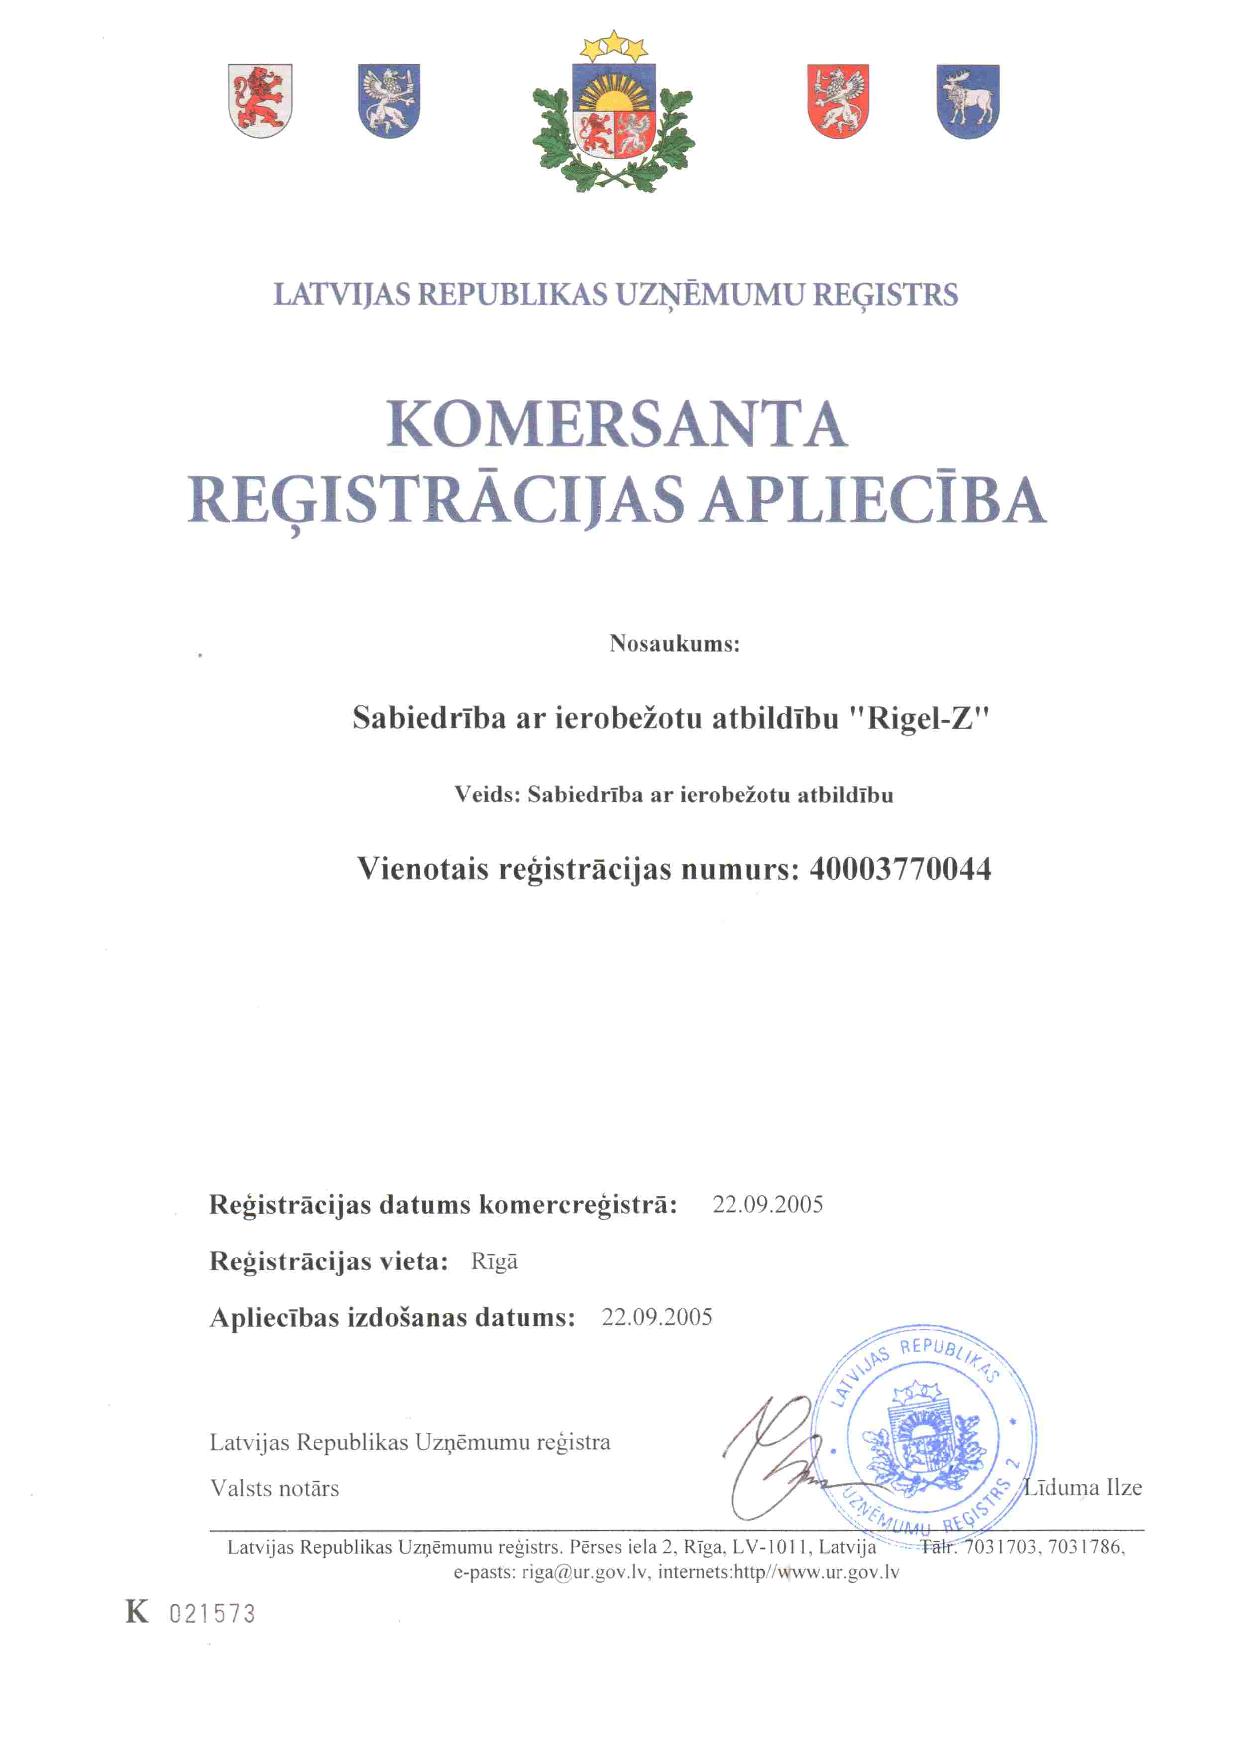 LATVIJAS REPUBLIKAS UZŅĒMUMU REĢISTRS
KOMERSANTA
REĢISTRĀCIJAS APLIECĪBA
Nosaukums:
Sabiedrība ar ierobežotu atbildību "Rigel-Z"
Veids: Sabiedrība ar ierobežotu atbildību
Vienotais reģistrācijas numurs: 40003770044
Reģistrācijas datums komercreģistrā: 22.09.2005
Reģistrācijas vieta: Rīgā
Apliecības izdošanas datums: 22.09.2005
LATVIJAS REPUBLIKAS
UZŅĒMUMU REĢISTRS 2
Latvijas Republikas Uzņēmumu reģistra
Valsts notārs Līduma Ilze
Latvijas Republikas Uzņēmumu reģistrs. Pērses iela 2, Rīga, LV-1011, Latvija Tālr. 7031703, 7031786,
e-pasts: riga@ur.gov.lv, internets:http//www.ur.gov.lv
K 021573